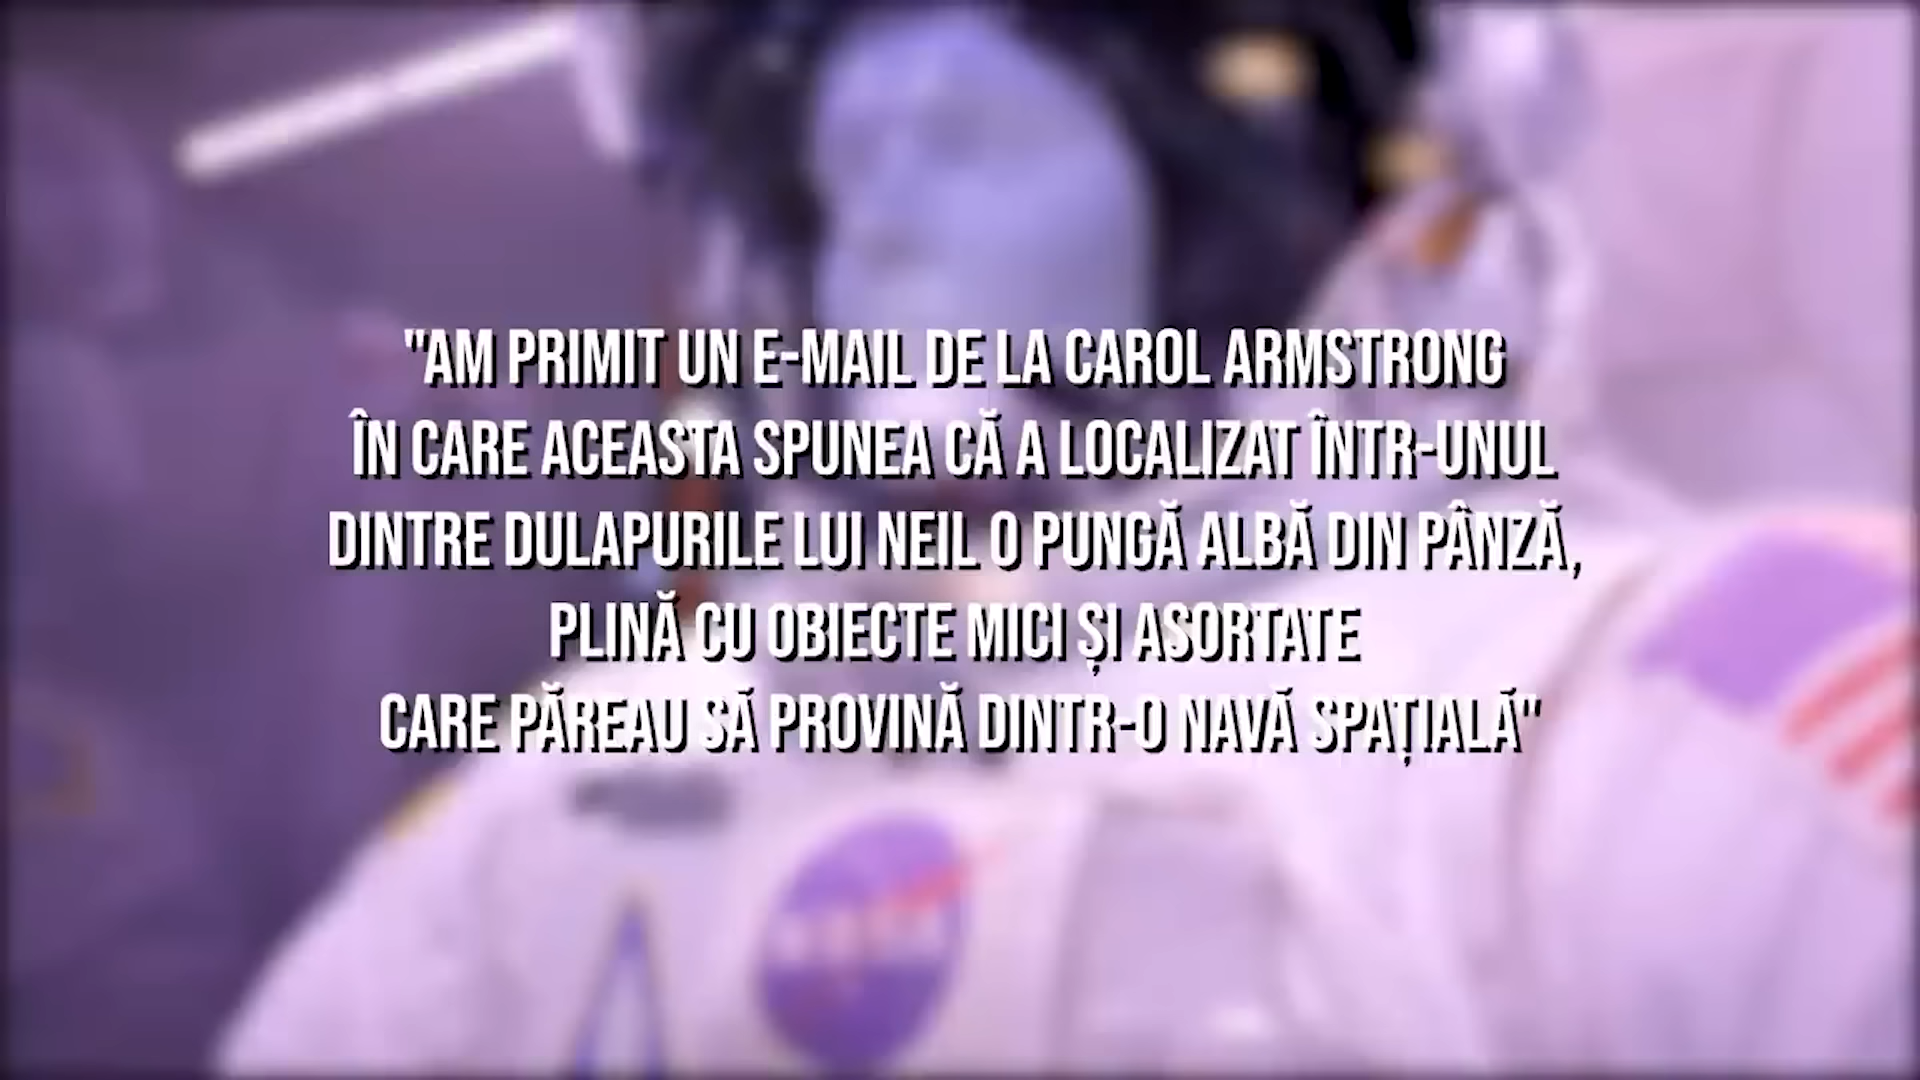 "AM PRIMIT UN E-MAIL DE LA CAROL ARMSTRONG
ÎN CARE ACEASTA SPUNEA CĂ A LOCALIZAT ÎNTR-UNUL
DINTRE DULAPURILE LUI NEIL O PUNGĂ ALBĂ DIN PÂNZĂ,
PLINĂ CU OBIECTE MICI ȘI ASORTATE
CARE PĂREAU SĂ PROVINĂ DINTR-O NAVĂ SPAȚIALĂ"